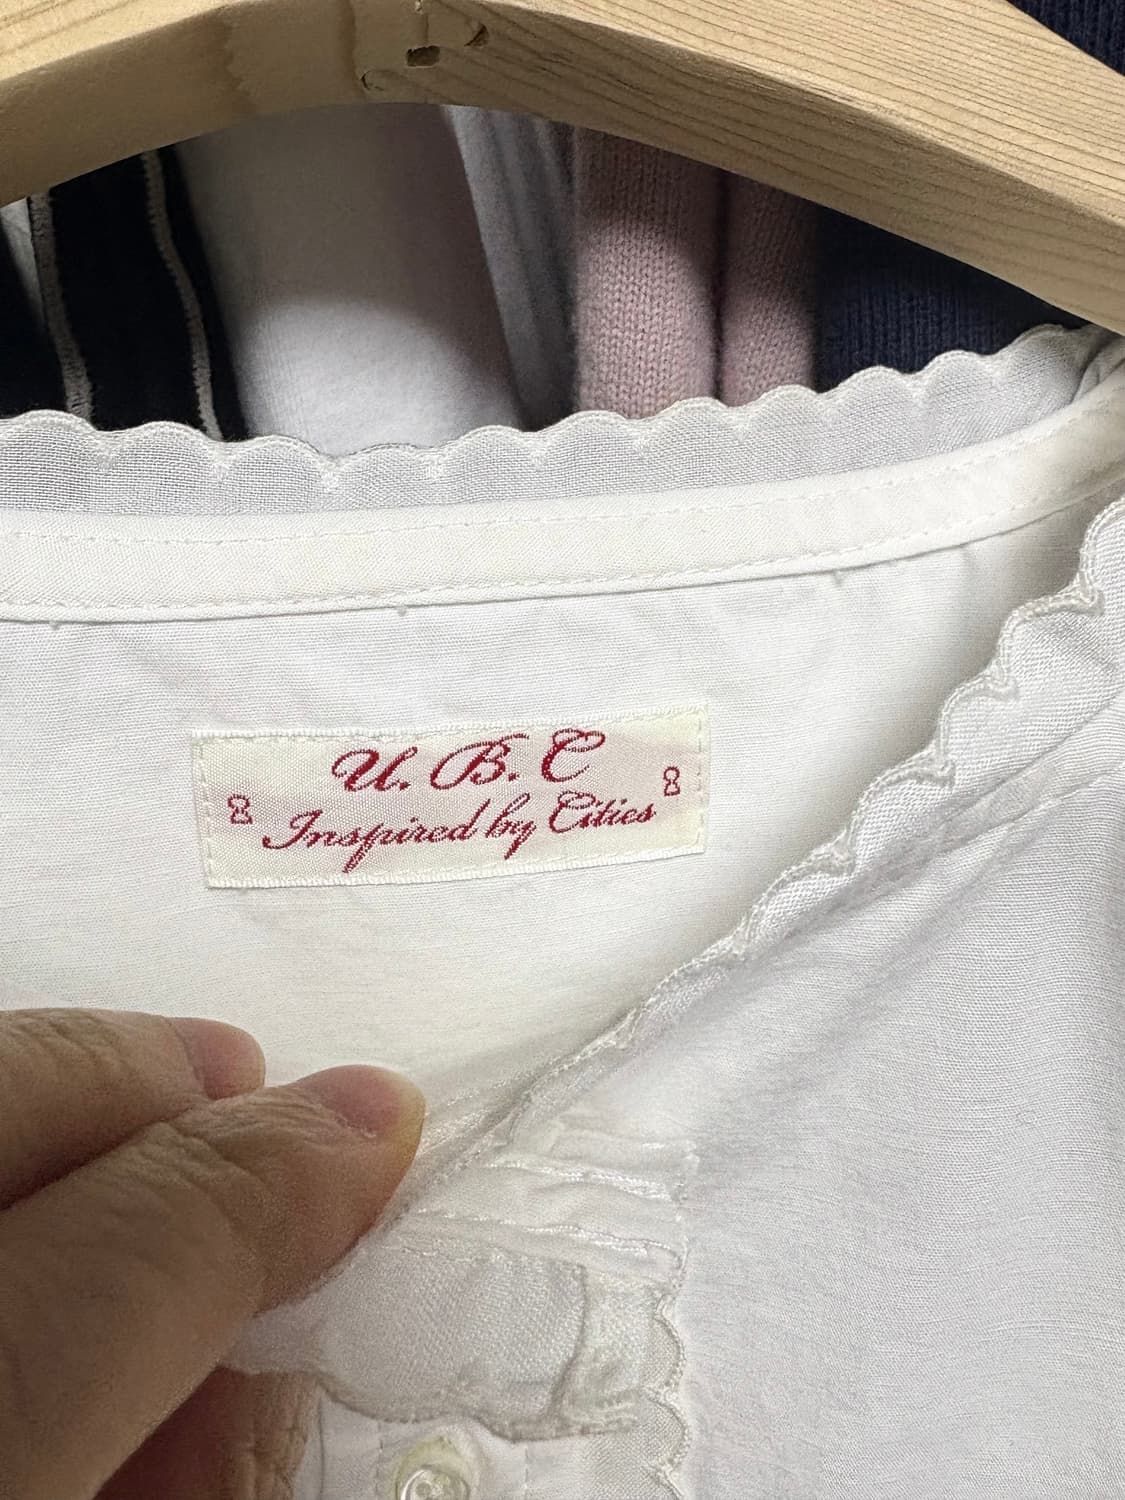 U. B. C
Inspired by Cities